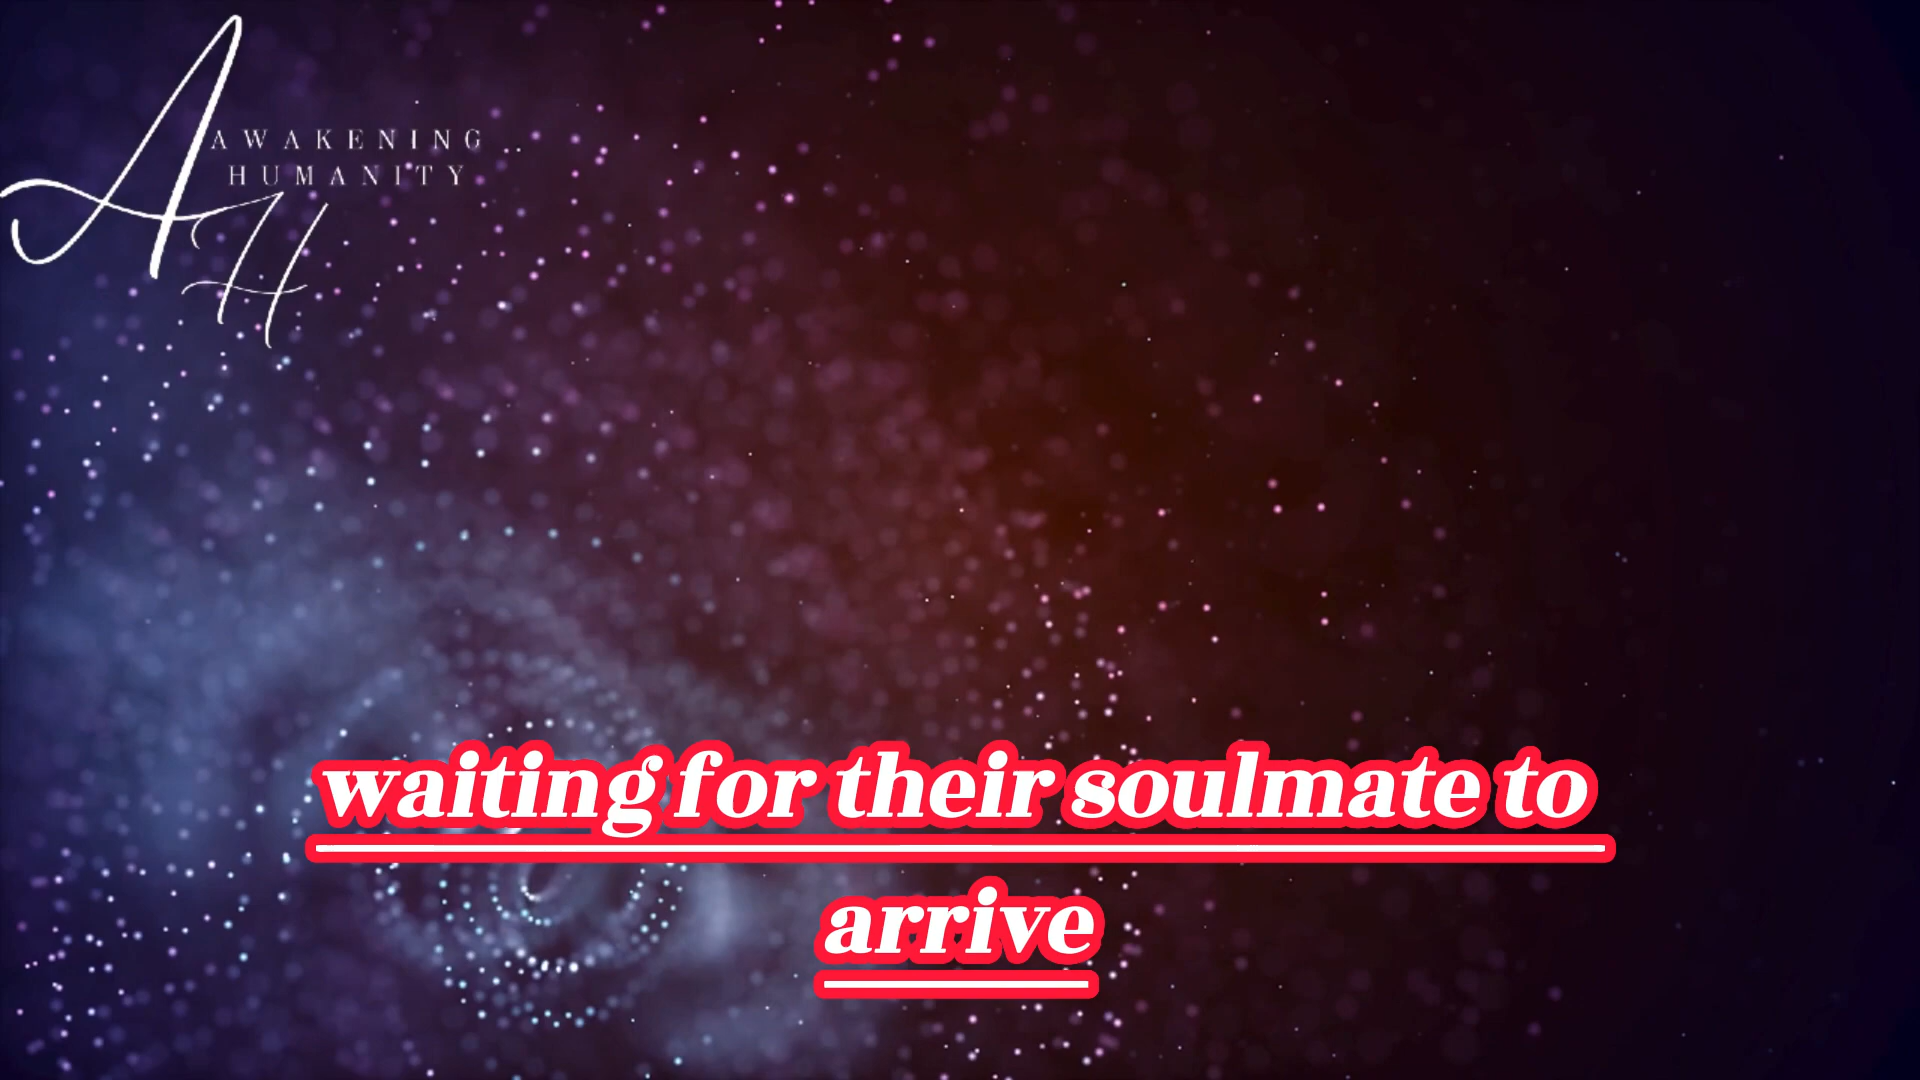 A
AWAKENING
HUMANITY
H
waiting for their soulmate to
arrive